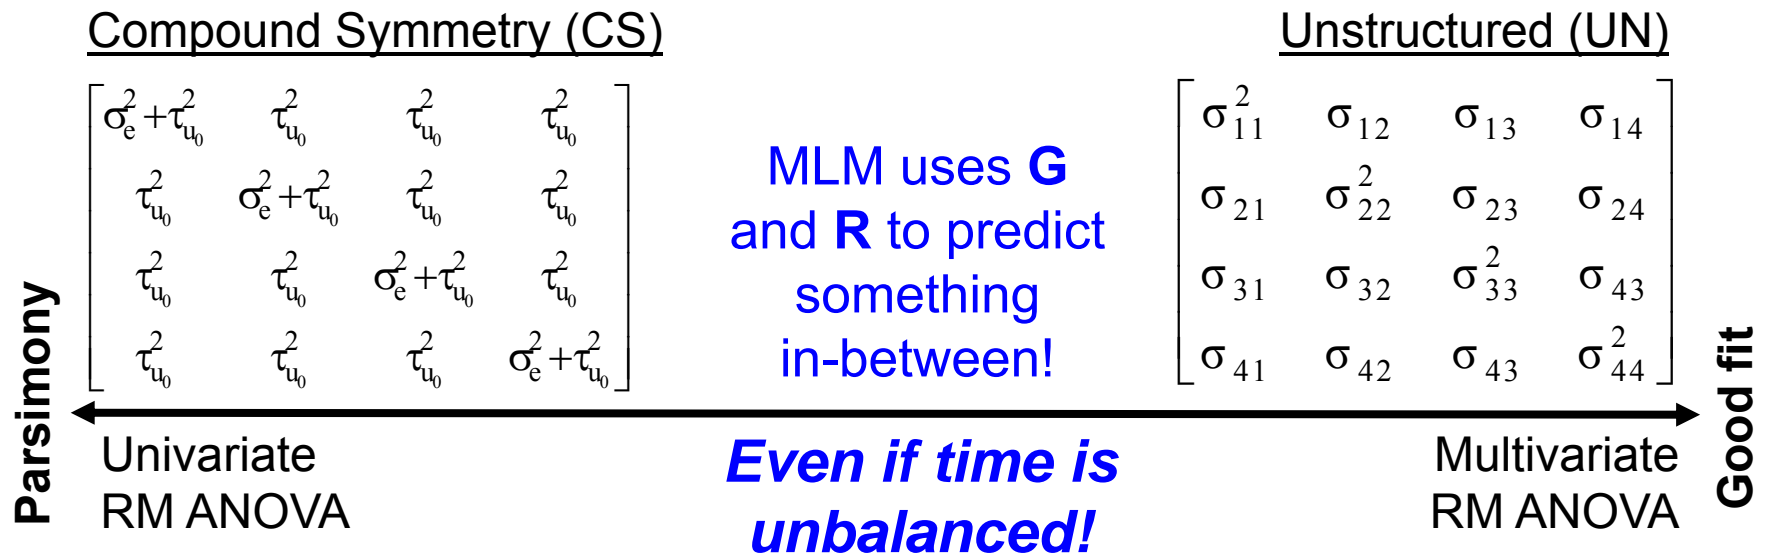 Compound Symmetry (CS)
Unstructured (UN)
σ²ₑ+τ²ᵤ₀ τ²ᵤ₀ τ²ᵤ₀ τ²ᵤ₀
τ²ᵤ₀ σ²ₑ+τ²ᵤ₀ τ²ᵤ₀ τ²ᵤ₀
τ²ᵤ₀ τ²ᵤ₀ σ²ₑ+τ²ᵤ₀ τ²ᵤ₀
τ²ᵤ₀ τ²ᵤ₀ τ²ᵤ₀ σ²ₑ+τ²ᵤ₀
MLM uses G
and R to predict
something
in-between!
σ²₁₁ σ₁₂ σ₁₃ σ₁₄
σ₂₁ σ²₂₂ σ₂₃ σ₂₄
σ₃₁ σ₃₂ σ²₃₃ σ₄₃
σ₄₁ σ₄₂ σ₄₃ σ²₄₄
Parsimony
Good fit
Univariate
RM ANOVA
Even if time is
unbalanced!
Multivariate
RM ANOVA